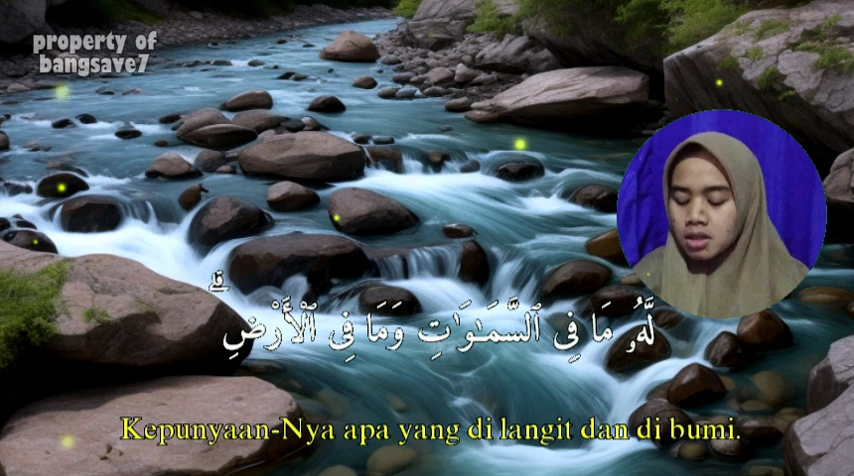 property of
bangsave7
لَّهُۥ مَا فِى ٱلسَّمَـٰوَٰتِ وَمَا فِى ٱلْأَرْضِ ۗ
Kepunyaan-Nya apa yang di langit dan di bumi.